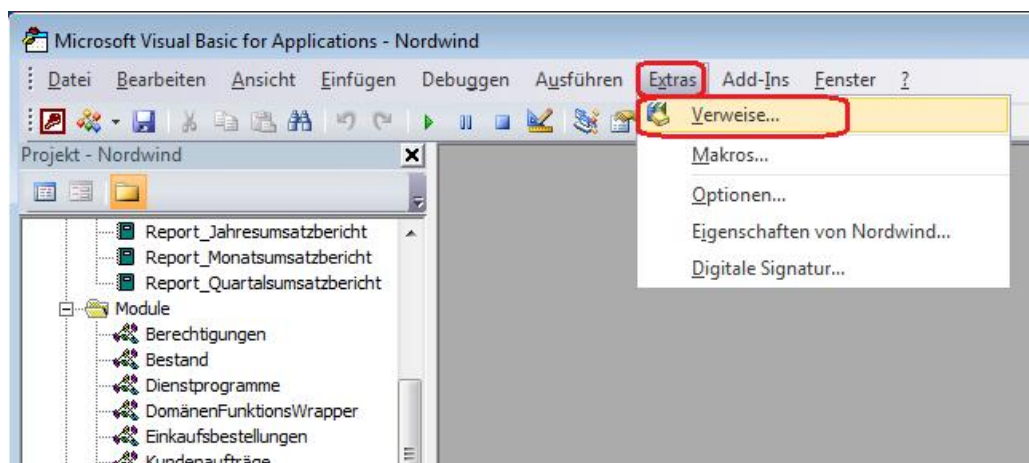 Microsoft Visual Basic for Applications - Nordwind
Datei Bearbeiten Ansicht Einfügen Debuggen Ausführen Extras Add-Ins Fenster ?
Verweise...
Makros...
Optionen...
Eigenschaften von Nordwind...
Digitale Signatur...
Projekt - Nordwind
Report_Jahresumsatzbericht
Report_Monatsumsatzbericht
Report_Quartalsumsatzbericht
Module
Berechtigungen
Bestand
Dienstprogramme
DomänenFunktionsWrapper
Einkaufsbestellungen
Kundenaufträge